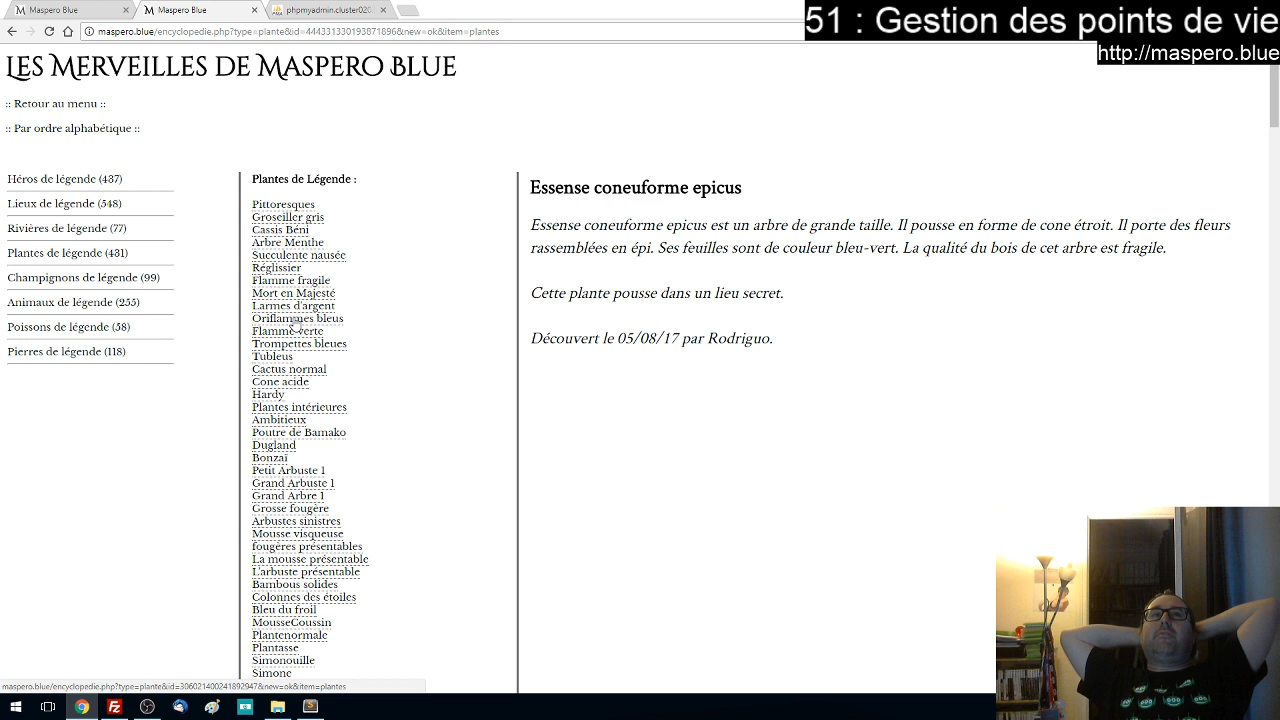 Maspero Blue
Maspero Blue
phpmyadmin.cluster020.
51 : Gestion des points de vie
maspero.blue/encyclopedie.php?type=plante&id=444331330193871896&new=ok&item=plantes
http://maspero.blue
Les Merveilles de Maspero Blue
:: Retour au menu ::
:: Par ordre alphabétique ::
Héros de légende (437)
Lieux de légende (548)
Rivières de légende (77)
Plantes de légende (431)
Champignons de légende (99)
Animaux de légende (255)
Poissons de légende (58)
Pierres de légende (118)
Plantes de Légende :
Pittoresques
Groseiller gris
Cassis Béni
Arbre Menthe
Succulente nausée
Réglissier
Flamme fragile
Mort en Majesté
Larmes d'argent
Oriflammes bleus
Flamme verte
Trompettes bleues
Tubleus
Cactus normal
Cone acide
Hardy
Plantes intérieures
Ambitieux
Poutre de Bamako
Dugland
Bonzaï
Petit Arbuste 1
Grand Arbuste 1
Grand Arbre 1
Grosse fougère
Arbustes sinistres
Mousse visqueuse
fougères présentables
La mousse présentable
L'arbuste présentable
Bambous solides
Colonnes des étoiles
Bleu du froil
MousseCoussin
Plantenormale
Plantasse
Simonouille
Simone
Essense coneuforme epicus
Essense coneuforme epicus est un arbre de grande taille. Il pousse en forme de cone étroit. Il porte des fleurs
rassemblées en épi. Ses feuilles sont de couleur bleu-vert. La qualité du bois de cet arbre est fragile.
Cette plante pousse dans un lieu secret.
Découvert le 05/08/17 par Rodriguo.
maspero.blue/encyclopedie.php?type=plante&id=306021400241892947&new=ok&item=plantes